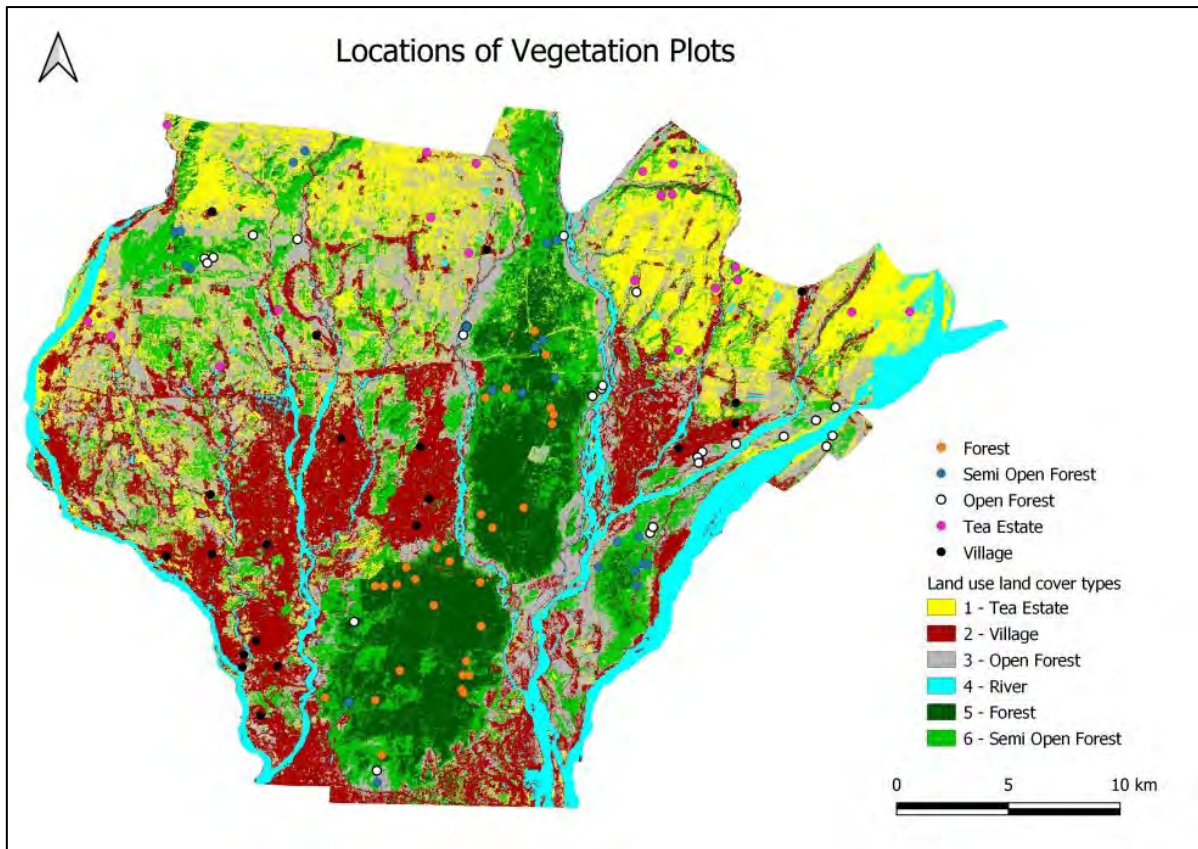 Locations of Vegetation Plots
Forest
Semi Open Forest
Open Forest
Tea Estate
Village
Land use land cover types
1 - Tea Estate
2 - Village
3 - Open Forest
4 - River
5 - Forest
6 - Semi Open Forest
0 5 10 km